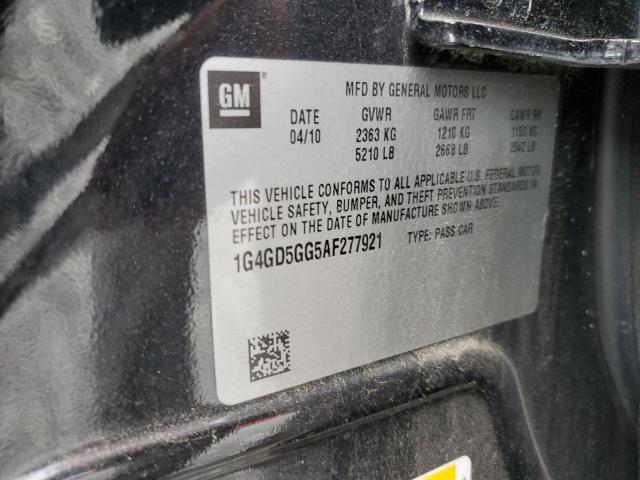 GM
MFD BY GENERAL MOTORS LLC
DATE GVWR GAWR FRT GAWR RR
04/10 2363 KG 1210 KG 1150 KG
5210 LB 2668 LB 2542 LB
THIS VEHICLE CONFORMS TO ALL APPLICABLE U.S. FEDERAL MOTOR
VEHICLE SAFETY, BUMPER, AND THEFT PREVENTION STANDARDS IN
EFFECT ON THE DATE OF MANUFACTURE SHOWN ABOVE.
1G4GD5GG5AF277921 TYPE: PASS CAR